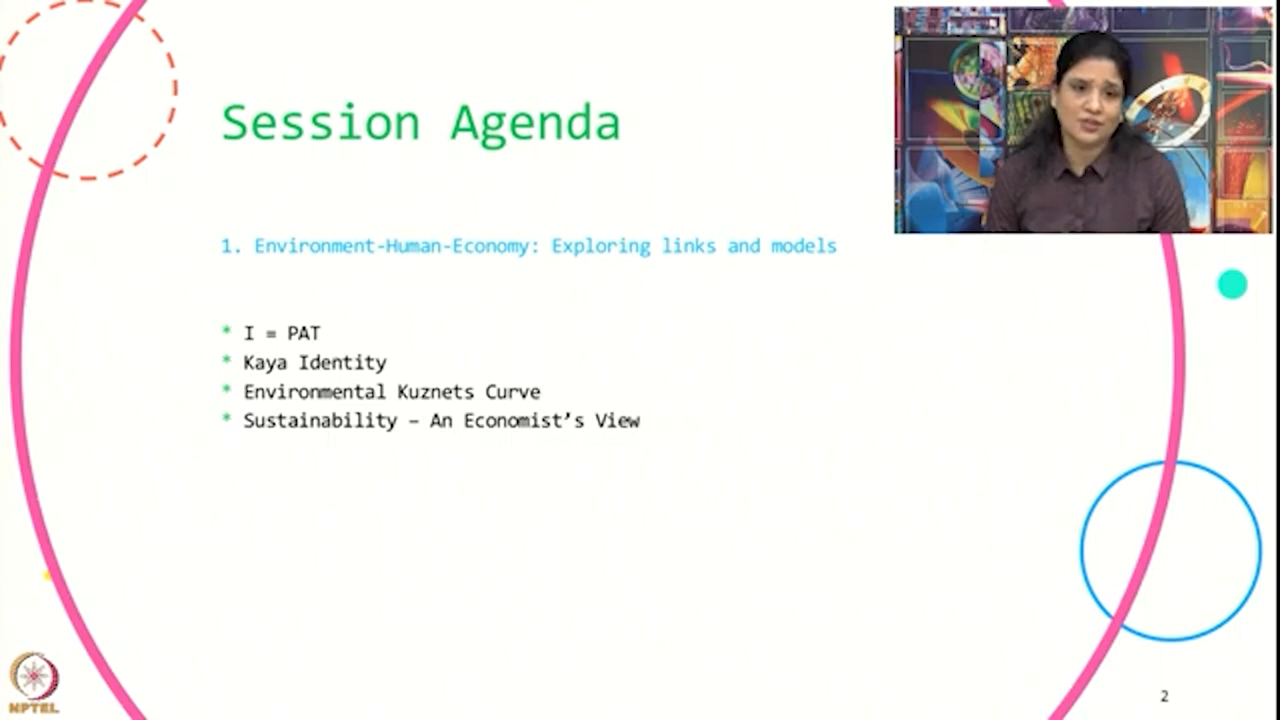 Session Agenda
1. Environment-Human-Economy: Exploring links and models
* I = PAT
* Kaya Identity
* Environmental Kuznets Curve
* Sustainability – An Economist’s View
NPTEL
2